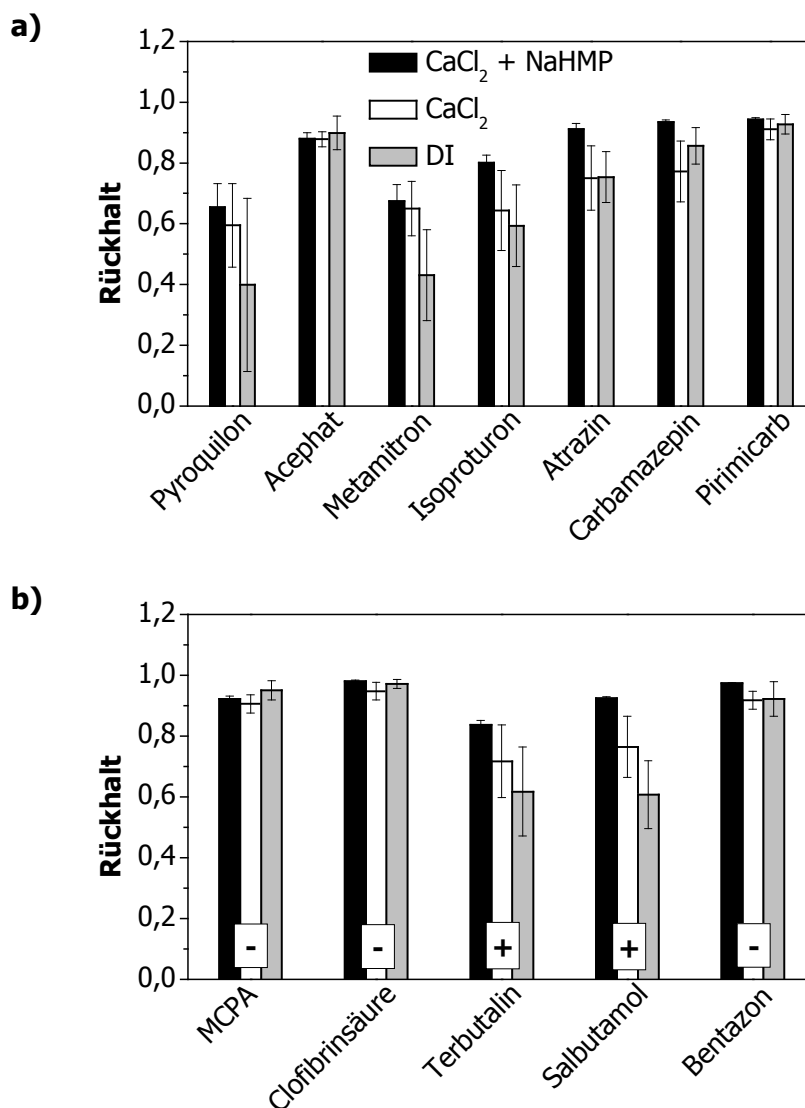 a)
1,2
1,0
0,8
0,6
0,4
0,2
0,0
Rückhalt
CaCl₂ + NaHMP
CaCl₂
DI
Pyroquilon
Acephat
Metamitron
Isoproturon
Atrazin
Carbamazepin
Pirimicarb
b)
1,2
1,0
0,8
0,6
0,4
0,2
0,0
Rückhalt
- - + + -
MCPA
Clofibrinsäure
Terbutalin
Salbutamol
Bentazon